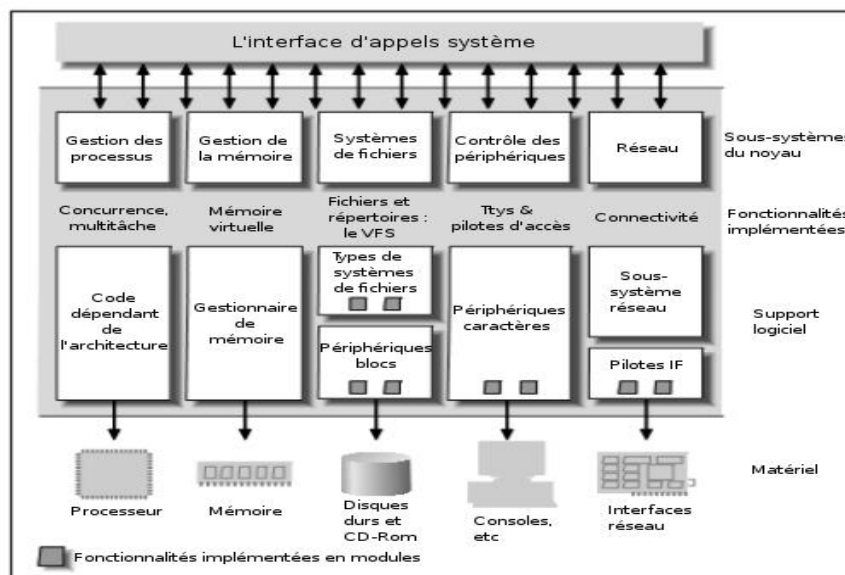 L'interface d'appels système
Gestion des
processus
Gestion de
la mémoire
Systèmes
de fichiers
Contrôle des
périphériques
Réseau
Sous-systèmes
du noyau
Concurrence,
multitâche
Mémoire
virtuelle
Fichiers et
répertoires :
le VFS
Ttys &
pilotes d'accès
Connectivité
Fonctionnalités
implémentées
Code
dépendant
de
l'architecture
Gestionnaire
de
mémoire
Types de
systèmes
de fichiers
Périphériques
blocs
Périphériques
caractères
Sous-
système
réseau
Pilotes IF
Support
logiciel
Processeur
Mémoire
Disques
durs et
CD-Rom
Consoles,
etc
Interfaces
réseau
Matériel
Fonctionnalités implémentées en modules